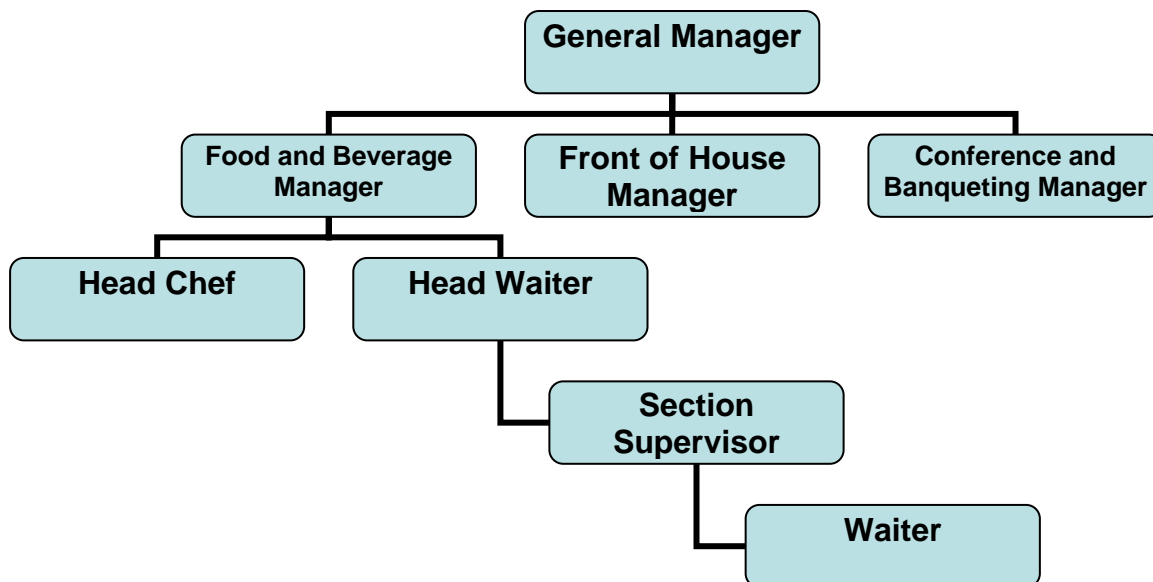 General Manager
Food and Beverage
Manager
Front of House
Manager
Conference and
Banqueting Manager
Head Chef
Head Waiter
Section
Supervisor
Waiter